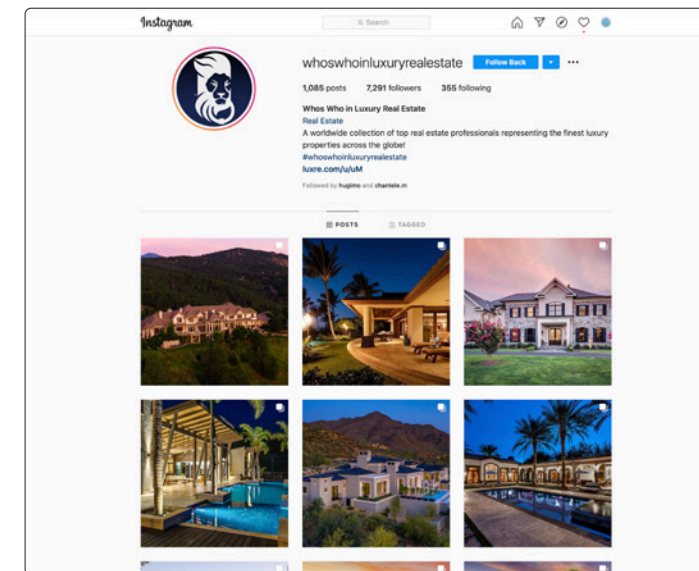 Instagram
Search
whoswhoinluxuryrealestate Follow Back
1,085 posts 7,291 followers 355 following
Whos Who in Luxury Real Estate
Real Estate
A worldwide collection of top real estate professionals representing the finest luxury
properties across the globe!
#whoswhoinluxuryrealestate
luxre.com/u/uM
Followed by hugimo and chantele.m
POSTS TAGGED